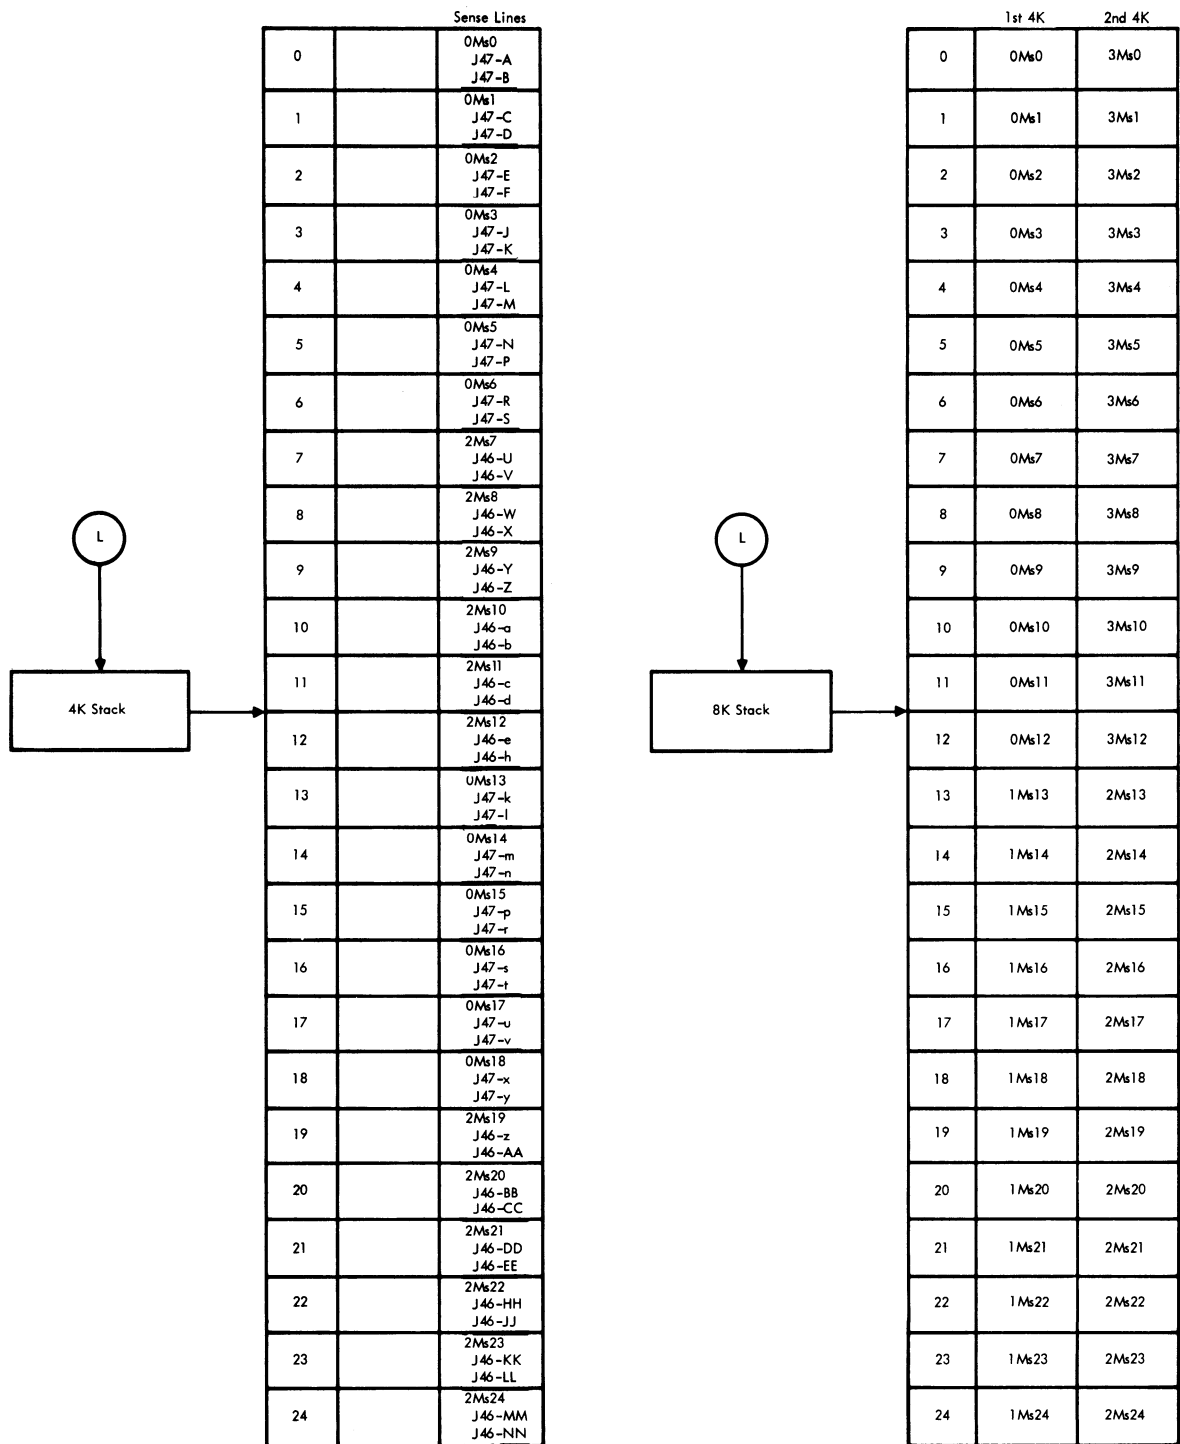 Sense Lines
0
0Ms0
J47-A
J47-B
1
0Ms1
J47-C
J47-D
2
0Ms2
J47-E
J47-F
3
0Ms3
J47-J
J47-K
4
0Ms4
J47-L
J47-M
5
0Ms5
J47-N
J47-P
6
0Ms6
J47-R
J47-S
7
2Ms7
J46-U
J46-V
8
2Ms8
J46-W
J46-X
9
2Ms9
J46-Y
J46-Z
10
2Ms10
J46-a
J46-b
11
2Ms11
J46-c
J46-d
12
2Ms12
J46-e
J46-h
13
0Ms13
J47-k
J47-l
14
0Ms14
J47-m
J47-n
15
0Ms15
J47-p
J47-r
16
0Ms16
J47-s
J47-t
17
0Ms17
J47-u
J47-v
18
0Ms18
J47-x
J47-y
19
2Ms19
J46-z
J46-AA
20
2Ms20
J46-BB
J46-CC
21
2Ms21
J46-DD
J46-EE
22
2Ms22
J46-HH
J46-JJ
23
2Ms23
J46-KK
J46-LL
24
2Ms24
J46-MM
J46-NN
L
4K Stack
L
8K Stack
1st 4K 2nd 4K
0 0Ms0 3Ms0
1 0Ms1 3Ms1
2 0Ms2 3Ms2
3 0Ms3 3Ms3
4 0Ms4 3Ms4
5 0Ms5 3Ms5
6 0Ms6 3Ms6
7 0Ms7 3Ms7
8 0Ms8 3Ms8
9 0Ms9 3Ms9
10 0Ms10 3Ms10
11 0Ms11 3Ms11
12 0Ms12 3Ms12
13 1Ms13 2Ms13
14 1Ms14 2Ms14
15 1Ms15 2Ms15
16 1Ms16 2Ms16
17 1Ms17 2Ms17
18 1Ms18 2Ms18
19 1Ms19 2Ms19
20 1Ms20 2Ms20
21 1Ms21 2Ms21
22 1Ms22 2Ms22
23 1Ms23 2Ms23
24 1Ms24 2Ms24